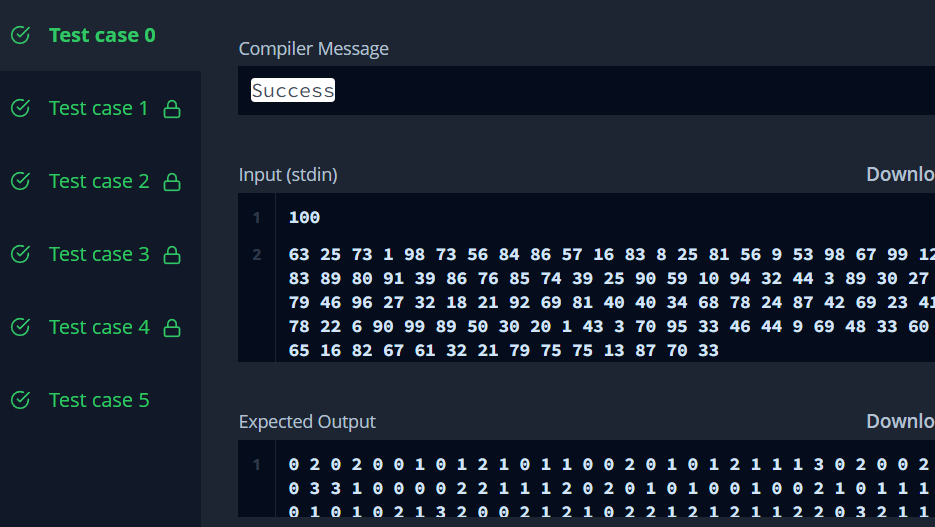 Test case 0
Test case 1
Test case 2
Test case 3
Test case 4
Test case 5
Compiler Message
Success
Input (stdin)
Downlo
1 100
2 63 25 73 1 98 73 56 84 86 57 16 83 8 25 81 56 9 53 98 67 99 12
83 89 80 91 39 86 76 85 74 39 25 90 59 10 94 32 44 3 89 30 27
79 46 96 27 32 18 21 92 69 81 40 40 34 68 78 24 87 42 69 23 41
78 22 6 90 99 89 50 30 20 1 43 3 70 95 33 46 44 9 69 48 33 60
65 16 82 67 61 32 21 79 75 75 13 87 70 33
Expected Output
Downlo
1 0 2 0 2 0 0 1 0 1 2 1 0 1 1 0 0 2 0 1 0 1 2 1 1 1 3 0 2 0 0 2
0 3 3 1 0 0 0 0 2 2 1 1 1 2 0 2 0 1 0 1 0 0 1 0 0 2 1 0 1 1 1
0 1 0 1 0 2 1 3 2 0 0 2 1 2 1 0 2 2 1 2 1 2 1 1 2 2 0 3 2 1 1